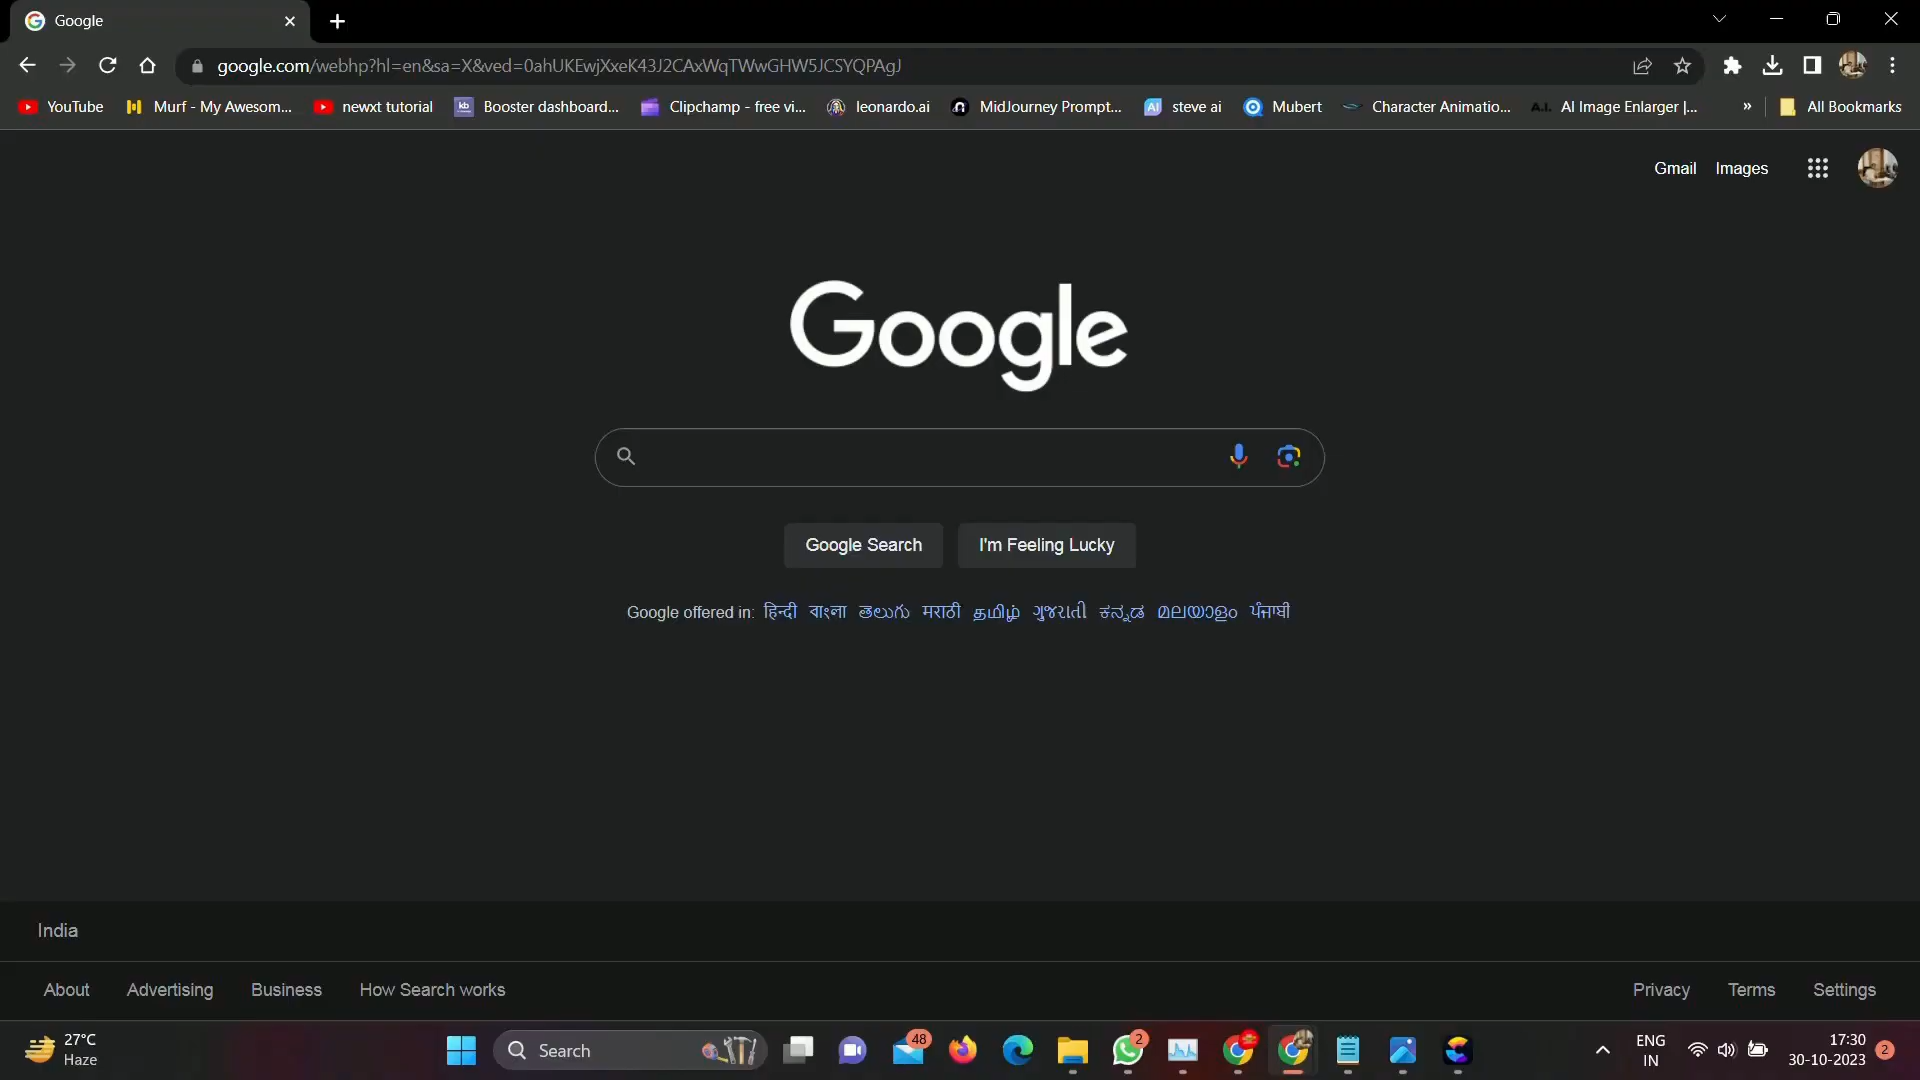 Google
google.com/webhp?hl=en&sa=X&ved=0ahUKEwjXxeK43J2CAxWqTWwGHW5JCSYQPAgJ
YouTube Murf - My Awesom... newxt tutorial kb Booster dashboard... Clipchamp - free vi... leonardo.ai MidJourney Prompt... AI steve ai Mubert Character Animatio... A.I. AI Image Enlarger |... » All Bookmarks
Gmail Images
Google
Google Search I'm Feeling Lucky
Google offered in: हिन्दी বাংলা తెలుగు मराठी தமிழ் ગુજરાતી ಕನ್ನಡ മലയാളം ਪੰਜਾਬੀ
India
About Advertising Business How Search works Privacy Terms Settings
27°C
Haze
Search
48
2
ENG
IN
17:30
30-10-2023
2